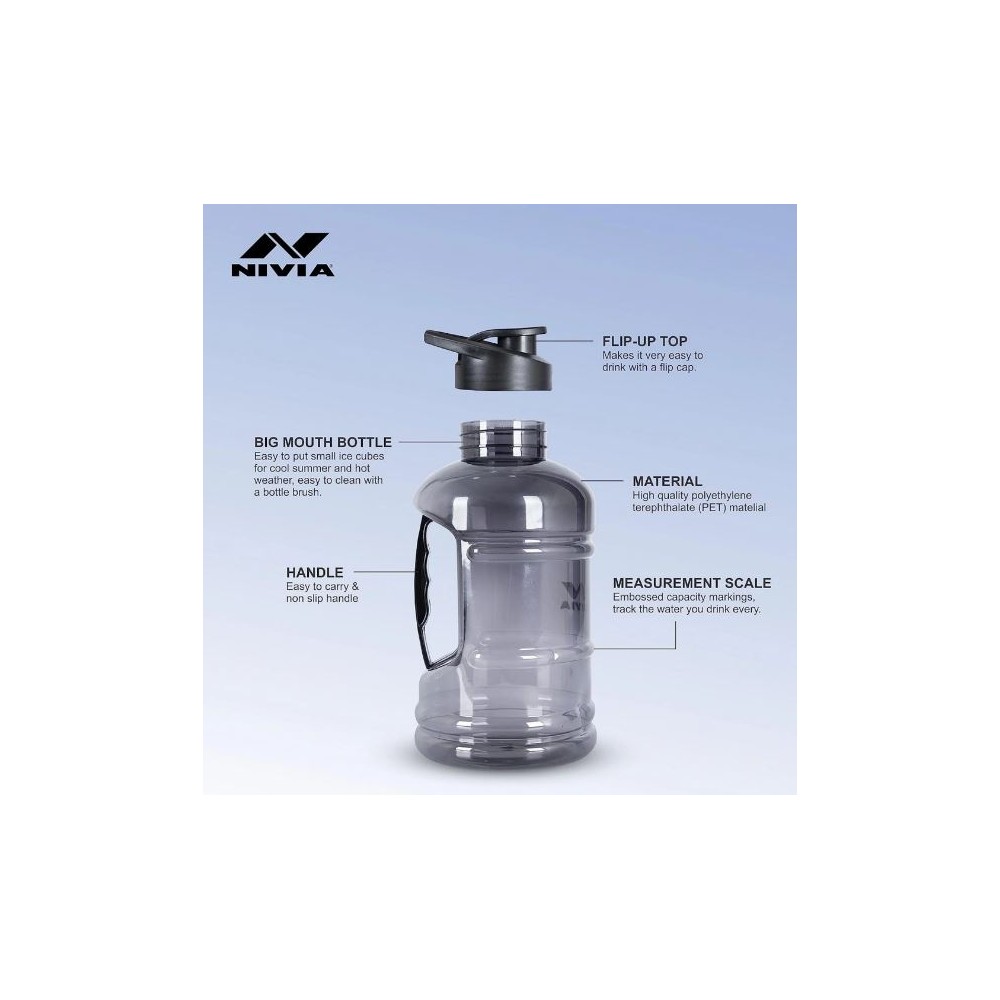 NIVIA
FLIP-UP TOP
Makes it very easy to
drink with a flip cap.
BIG MOUTH BOTTLE
Easy to put small ice cubes
for cool summer and hot
weather, easy to clean with
a bottle brush.
MATERIAL
High quality polyethylene
terephthalate (PET) matelial
HANDLE
Easy to carry &
non slip handle
MEASUREMENT SCALE
Embossed capacity markings,
track the water you drink every.
NIVIA